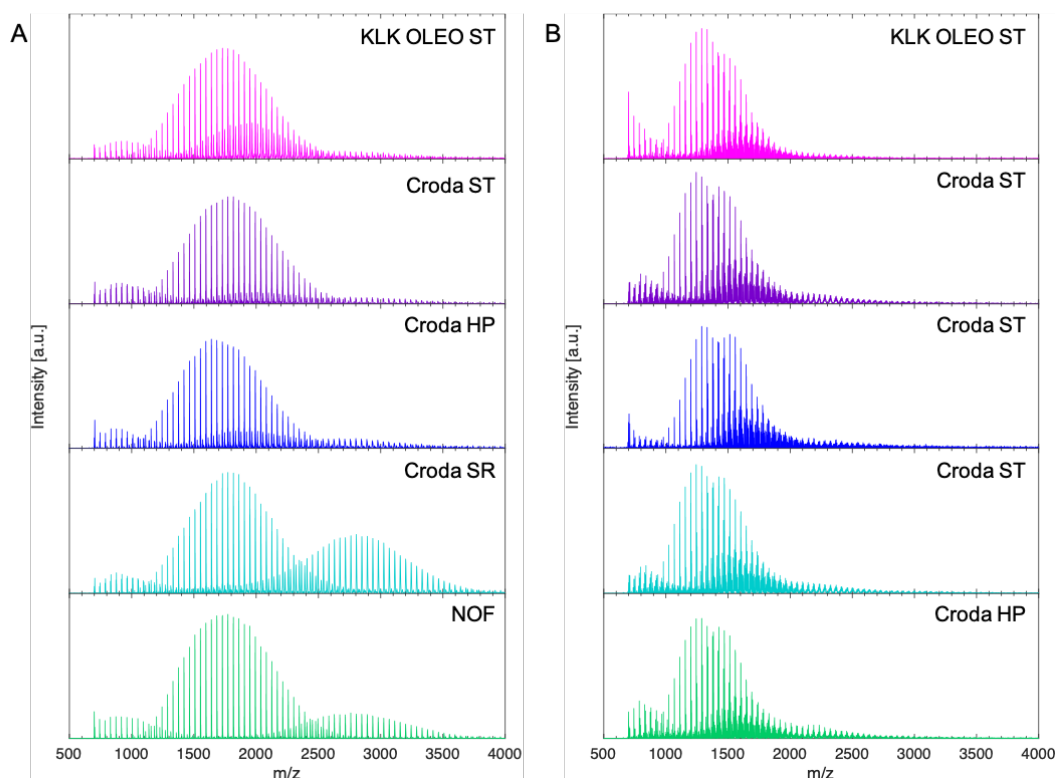 A
KLK OLEO ST
Croda ST
Croda HP
Croda SR
NOF
Intensity [a.u.]
500 1000 1500 2000 2500 3000 3500 4000
m/z
B
KLK OLEO ST
Croda ST
Croda ST
Croda ST
Croda HP
Intensity [a.u.]
500 1000 1500 2000 2500 3000 3500 4000
m/z